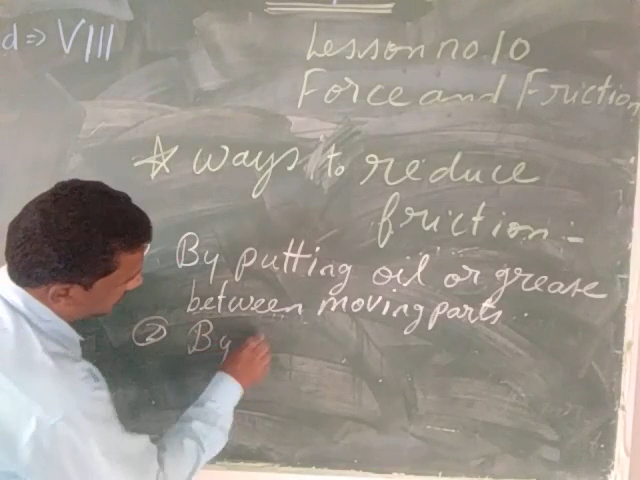 d => VIII
Lesson no. 10
Force and Friction
☆ ways to reduce
friction :-
By putting oil or grease
between moving parts.
② By